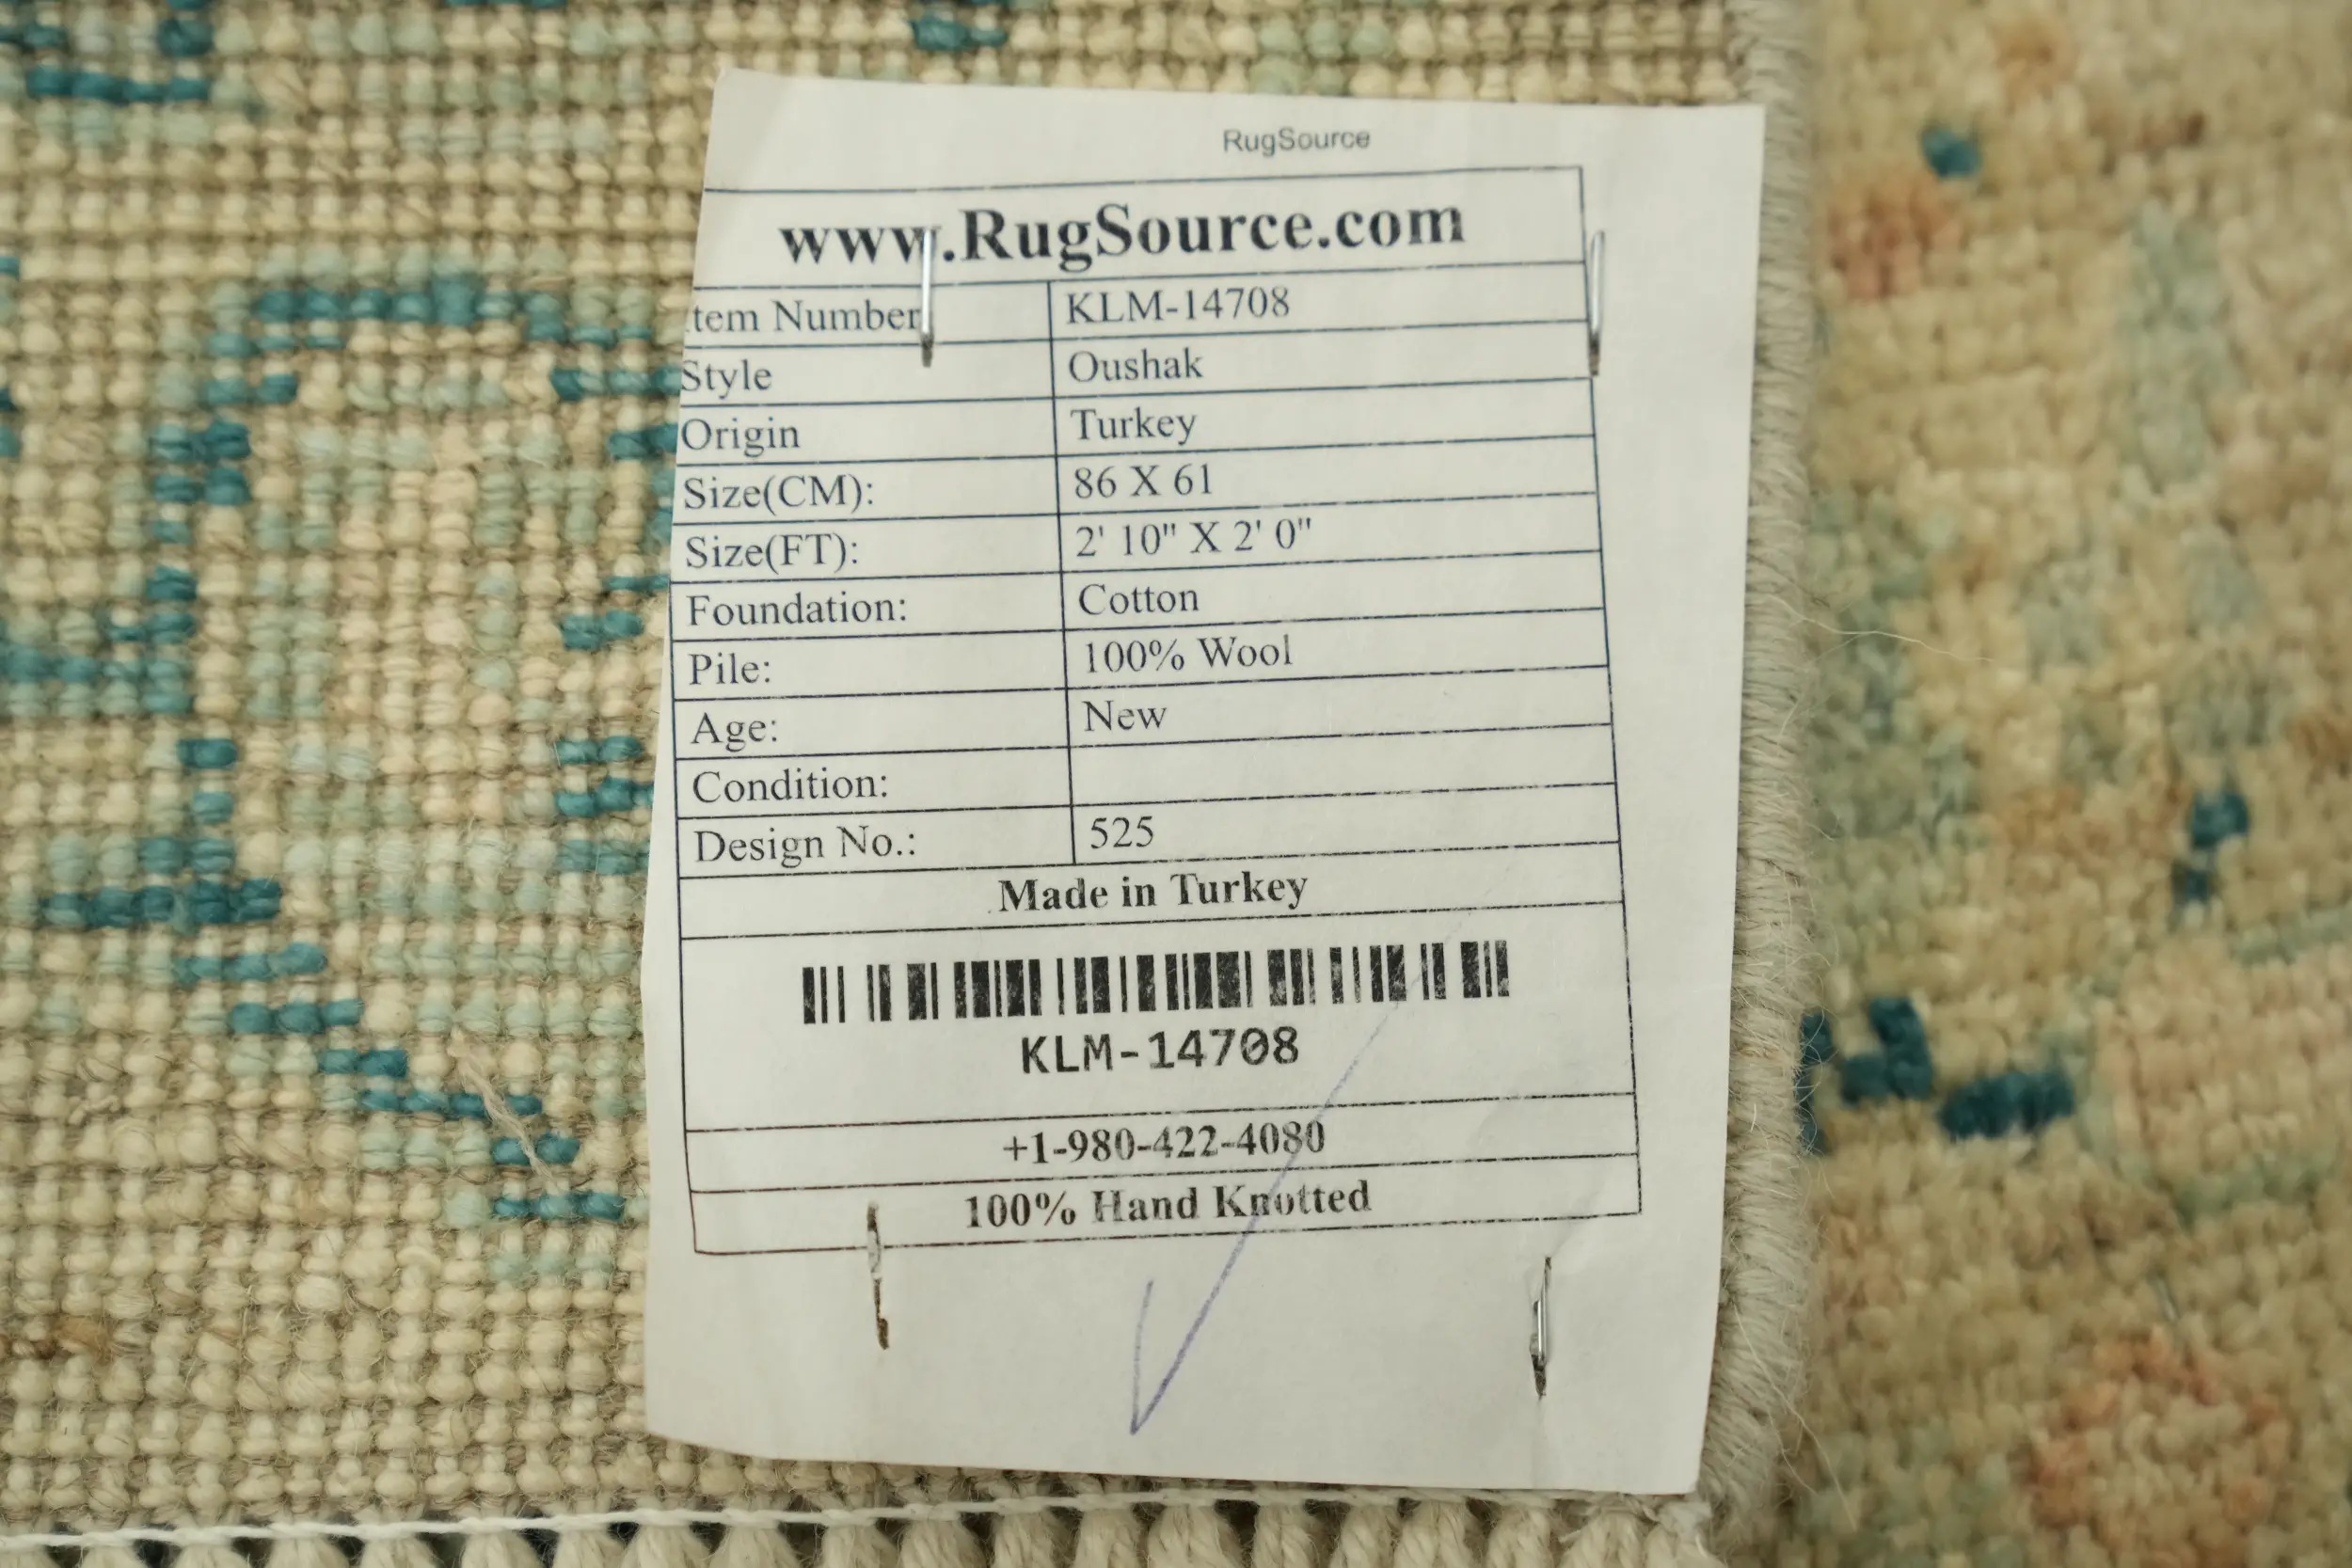 RugSource
www.RugSource.com
tem Number KLM-14708
Style Oushak
Origin Turkey
Size(CM): 86 X 61
Size(FT): 2' 10" X 2' 0"
Foundation: Cotton
Pile: 100% Wool
Age: New
Condition:
Design No.: 525
Made in Turkey
KLM-14708
+1-980-422-4080
100% Hand Knotted